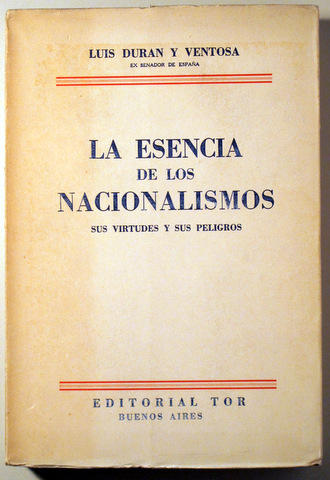 LUIS DURAN Y VENTOSA
EX SENADOR DE ESPAÑA
LA ESENCIA
DE LOS
NACIONALISMOS
SUS VIRTUDES Y SUS PELIGROS
EDITORIAL TOR
BUENOS AIRES